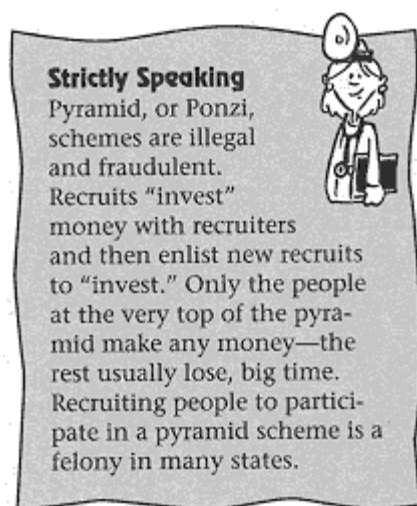 Strictly Speaking
Pyramid, or Ponzi,
schemes are illegal
and fraudulent.
Recruits “invest”
money with recruiters
and then enlist new recruits
to “invest.” Only the people
at the very top of the pyra-
mid make any money—the
rest usually lose, big time.
Recruiting people to partici-
pate in a pyramid scheme is a
felony in many states.